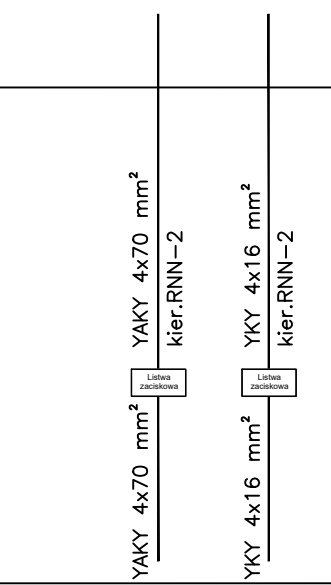 YAKY 4x70 mm²
kier.RNN−2
YKY 4x16 mm²
kier.RNN−2
Listwa
zaciskowa
Listwa
zaciskowa
YAKY 4x70 mm²
YKY 4x16 mm²